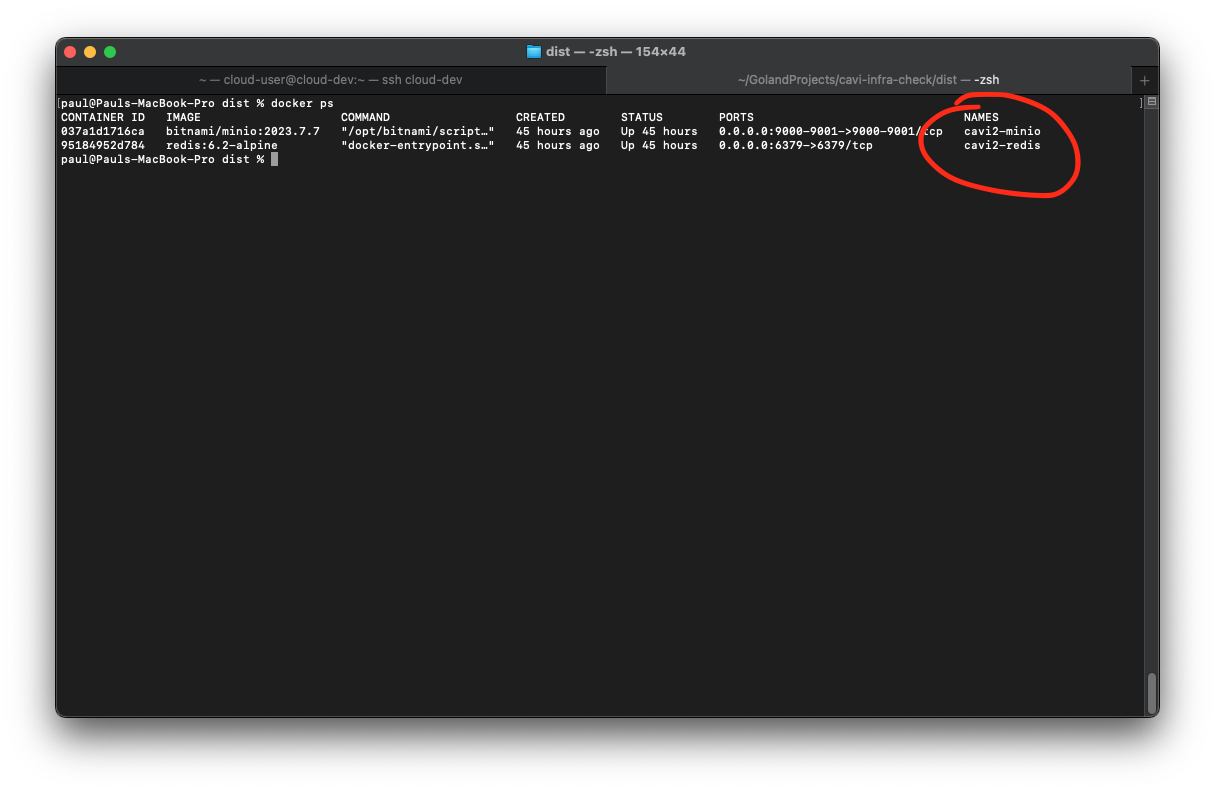 dist — -zsh — 154×44
~ — cloud-user@cloud-dev:~ — ssh cloud-dev ~/GolandProjects/cavi-infra-check/dist — -zsh +
[paul@Pauls-MacBook-Pro dist % docker ps ]
CONTAINER ID   IMAGE                   COMMAND                  CREATED        STATUS        PORTS                              NAMES
037a1d1716ca   bitnami/minio:2023.7.7   "/opt/bitnami/script…"   45 hours ago   Up 45 hours   0.0.0.0:9000-9001->9000-9001/tcp   cavi2-minio
95184952d784   redis:6.2-alpine         "docker-entrypoint.s…"   45 hours ago   Up 45 hours   0.0.0.0:6379->6379/tcp             cavi2-redis
paul@Pauls-MacBook-Pro dist %